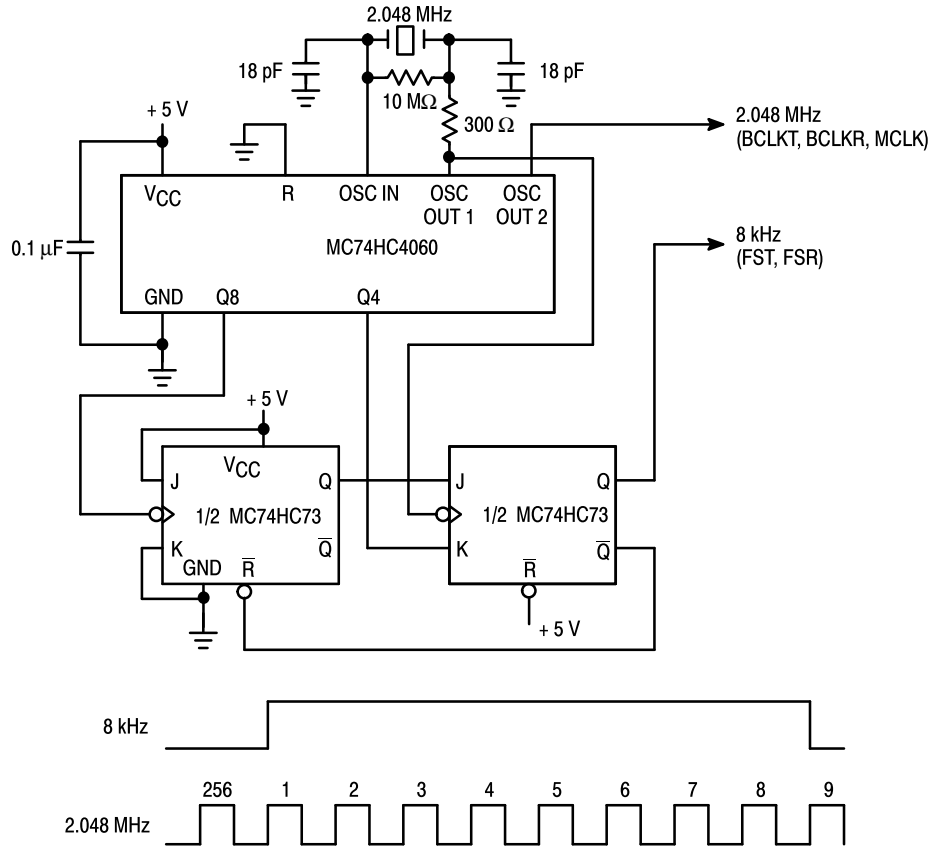 2.048 MHz
18 pF
18 pF
10 MΩ
300 Ω
+ 5 V
2.048 MHz
(BCLKT, BCLKR, MCLK)
VCC
R
OSC IN
OSC
OUT 1
OSC
OUT 2
0.1 µF
MC74HC4060
8 kHz
(FST, FSR)
GND
Q8
Q4
+ 5 V
VCC
J
Q
1/2 MC74HC73
K
Q̅
GND
R̅
J
Q
1/2 MC74HC73
K
Q̅
R̅
+ 5 V
8 kHz
256 1 2 3 4 5 6 7 8 9
2.048 MHz